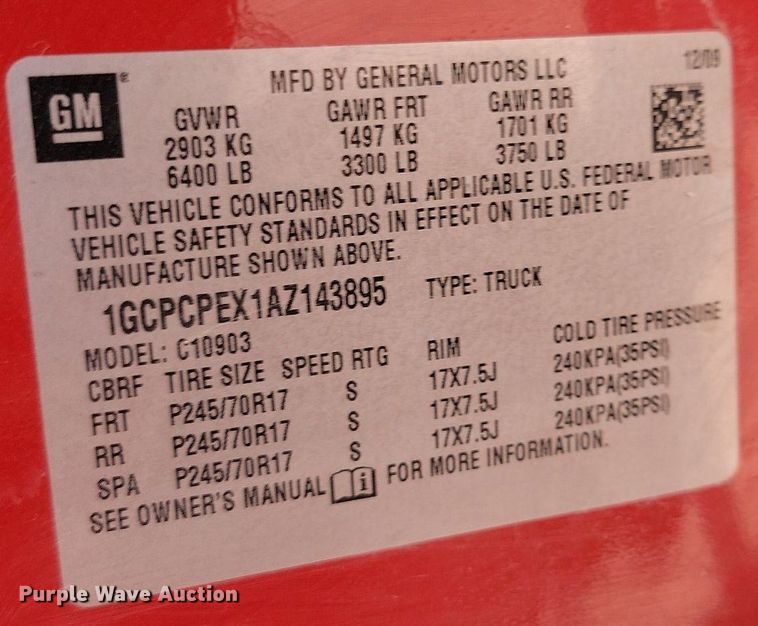 GM
MFD BY GENERAL MOTORS LLC
12/09
GVWR GAWR FRT GAWR RR
2903 KG 1497 KG 1701 KG
6400 LB 3300 LB 3750 LB
THIS VEHICLE CONFORMS TO ALL APPLICABLE U.S. FEDERAL MOTOR
VEHICLE SAFETY STANDARDS IN EFFECT ON THE DATE OF
MANUFACTURE SHOWN ABOVE.
1GCPCPEX1AZ143895 TYPE: TRUCK
MODEL: C10903
CBRF TIRE SIZE SPEED RTG RIM COLD TIRE PRESSURE
FRT P245/70R17 S 17X7.5J 240KPA(35PSI)
RR P245/70R17 S 17X7.5J 240KPA(35PSI)
SPA P245/70R17 S 17X7.5J 240KPA(35PSI)
SEE OWNER'S MANUAL i FOR MORE INFORMATION.
Purple Wave Auction